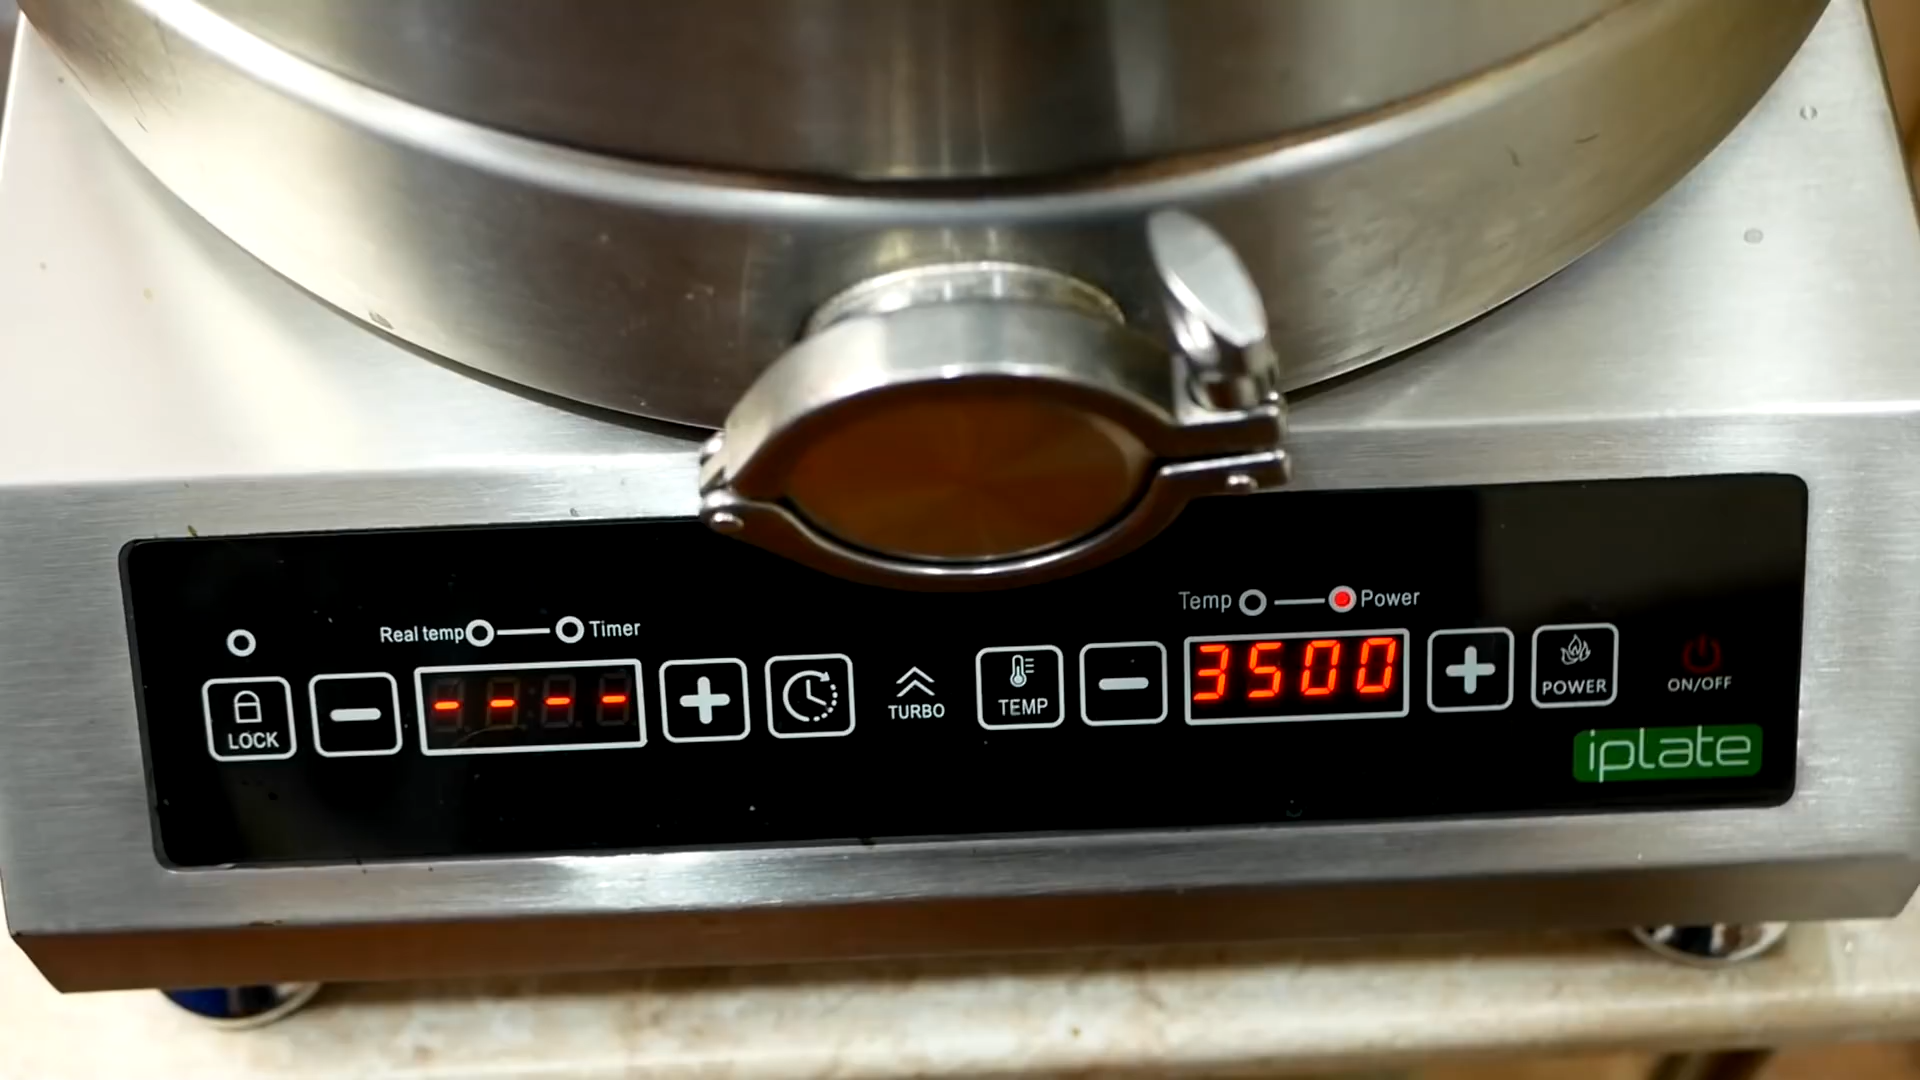 Real temp Timer
LOCK
- - - -
TURBO
Temp Power
TEMP
3500
POWER
ON/OFF
iplate